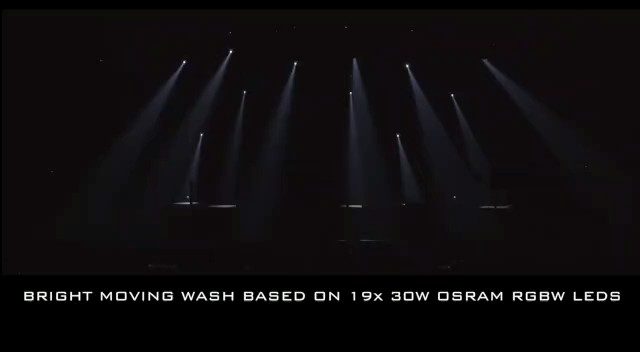 BRIGHT MOVING WASH BASED ON 19x 30W OSRAM RGBW LEDS